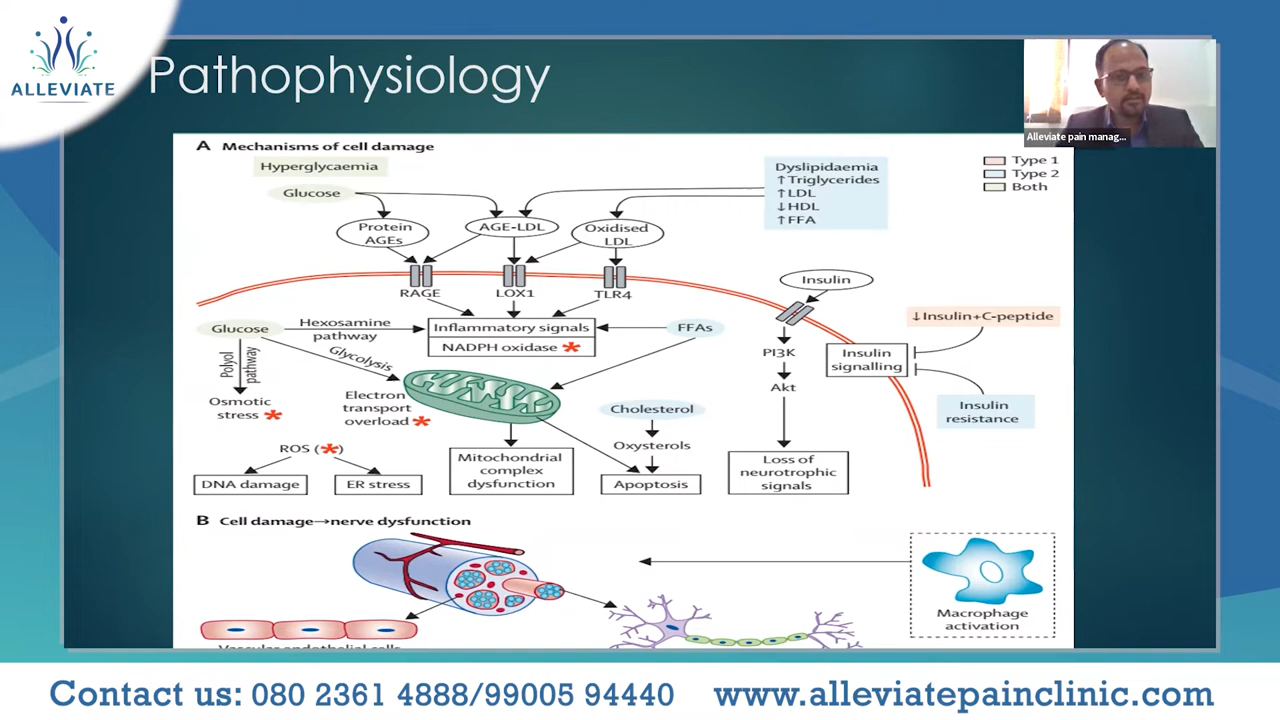 ALLEVIATE
Pathophysiology
Alleviate pain manag...
A Mechanisms of cell damage
Hyperglycaemia
Glucose
Protein
AGEs
AGE-LDL
Oxidised
LDL
Dyslipidaemia
↑Triglycerides
↑LDL
↓HDL
↑FFA
Type 1
Type 2
Both
RAGE
LOX1
TLR4
Insulin
Glucose
Hexosamine
pathway
Inflammatory signals
NADPH oxidase *
FFAs
Polyol
pathway
Glycolysis
Osmotic
stress *
Electron
transport
overload *
PI3K
Akt
Insulin
signalling
↓Insulin+C-peptide
Insulin
resistance
Cholesterol
Oxysterols
ROS (*)
DNA damage
ER stress
Mitochondrial
complex
dysfunction
Apoptosis
Loss of
neurotrophic
signals
B Cell damage→nerve dysfunction
Macrophage
activation
Vascular endothelial cells
Contact us: 080 2361 4888/99005 94440 www.alleviatepainclinic.com